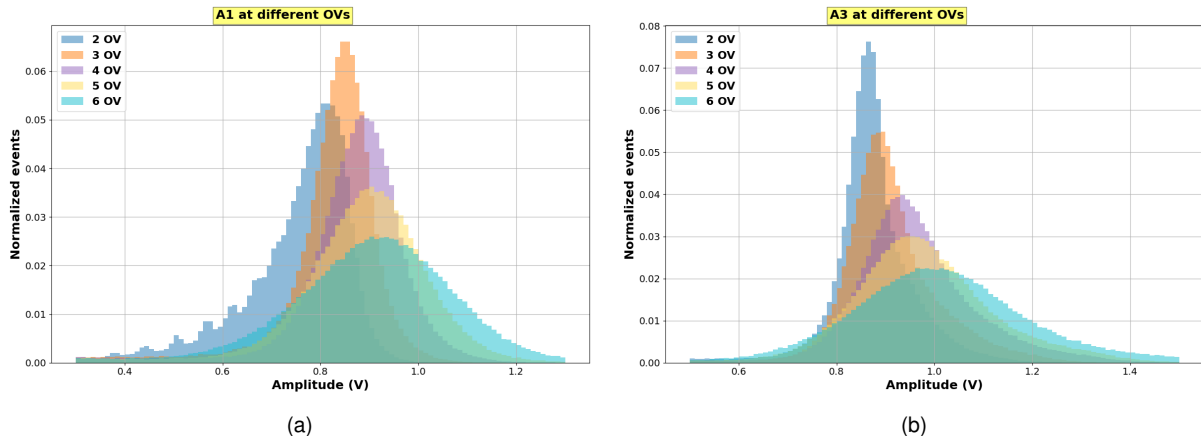 A1 at different OVs
2 OV
3 OV
4 OV
5 OV
6 OV
Normalized events
0.06
0.05
0.04
0.03
0.02
0.01
0.00
0.4
0.6
0.8
1.0
1.2
Amplitude (V)
(a)
A3 at different OVs
2 OV
3 OV
4 OV
5 OV
6 OV
Normalized events
0.08
0.07
0.06
0.05
0.04
0.03
0.02
0.01
0.00
0.6
0.8
1.0
1.2
1.4
Amplitude (V)
(b)